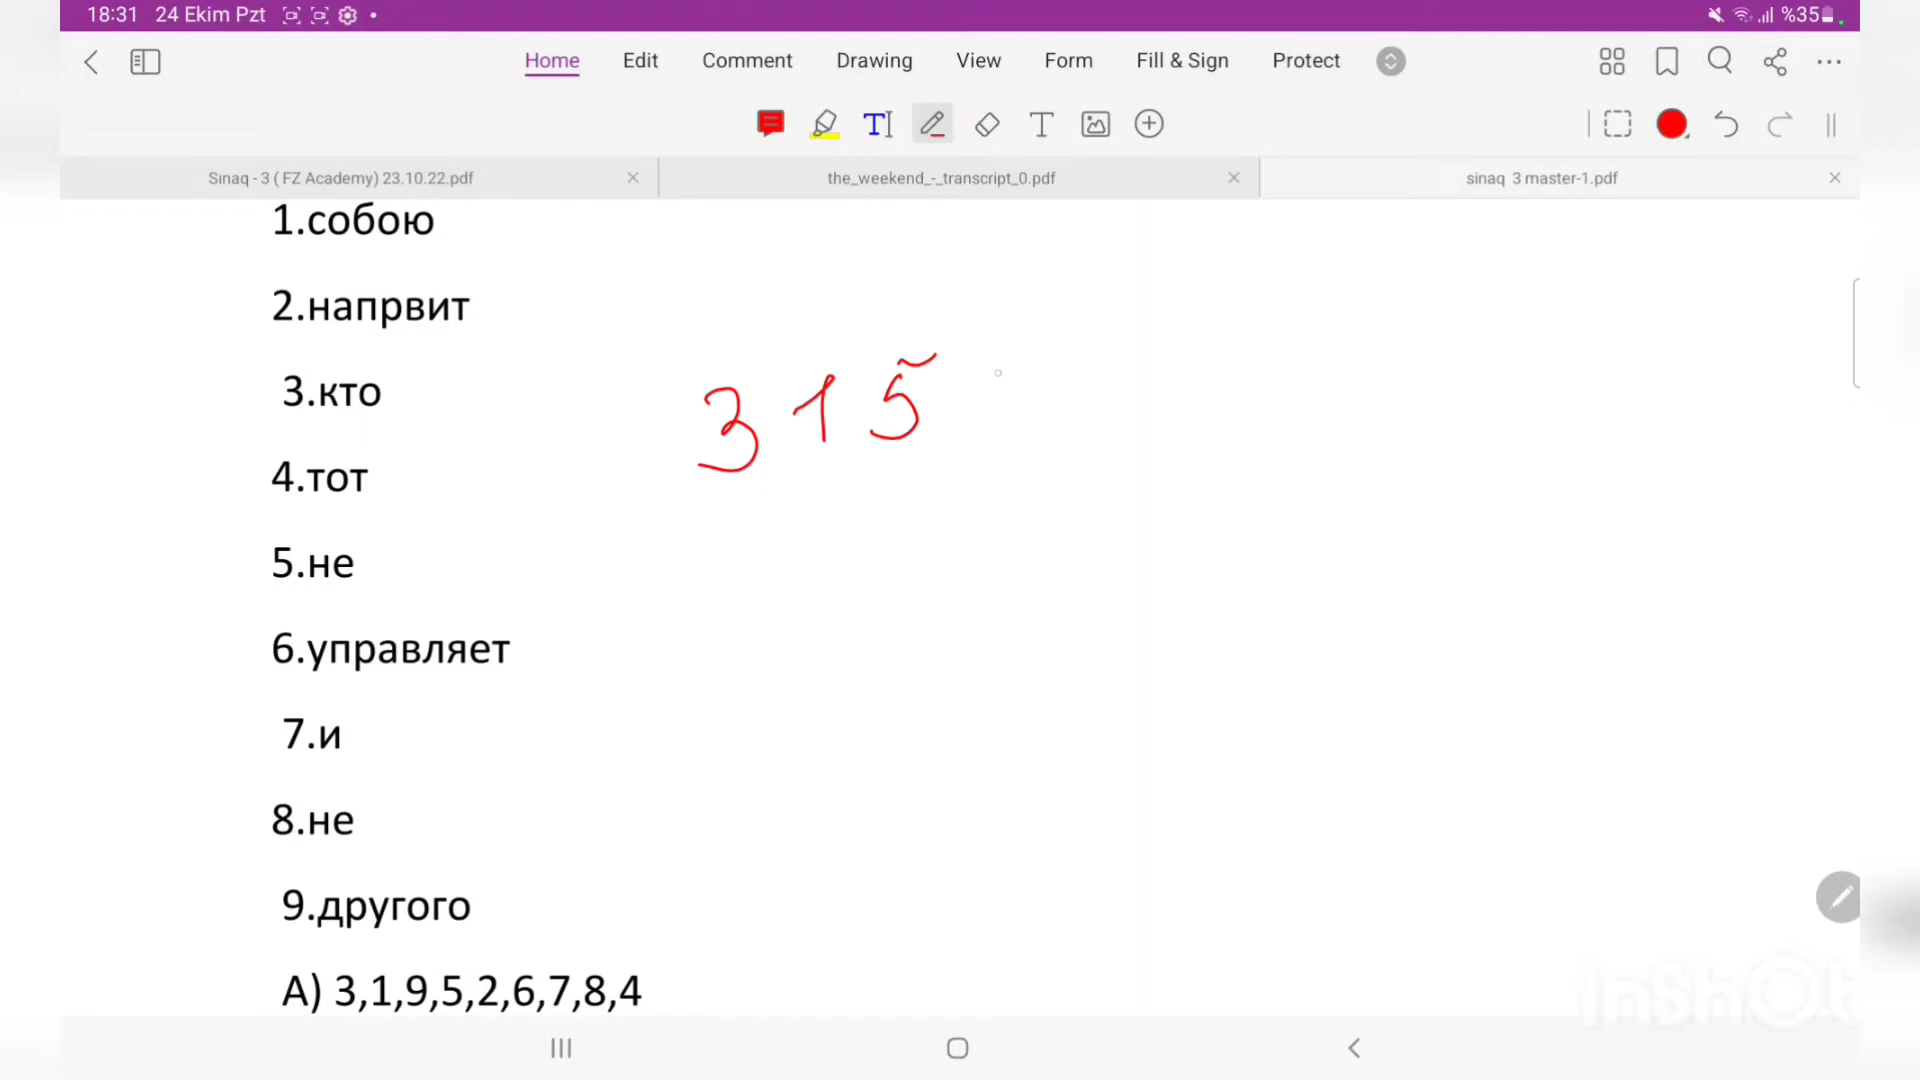 18:31 24 Ekim Pzt %35
Home Edit Comment Drawing View Form Fill & Sign Protect
Sınaq - 3 ( FZ Academy) 23.10.22.pdf the_weekend_-_transcript_0.pdf sinaq 3 master-1.pdf
1.собою
2.напрвит
3.кто
3 1 5
4.тот
5.не
6.управляет
7.и
8.не
9.другого
A) 3,1,9,5,2,6,7,8,4
InShOt